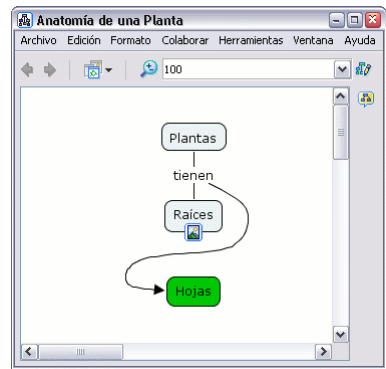 Anatomía de una Planta
Archivo Edición Formato Colaborar Herramientas Ventana Ayuda
100
Plantas
tienen
Raíces
Hojas